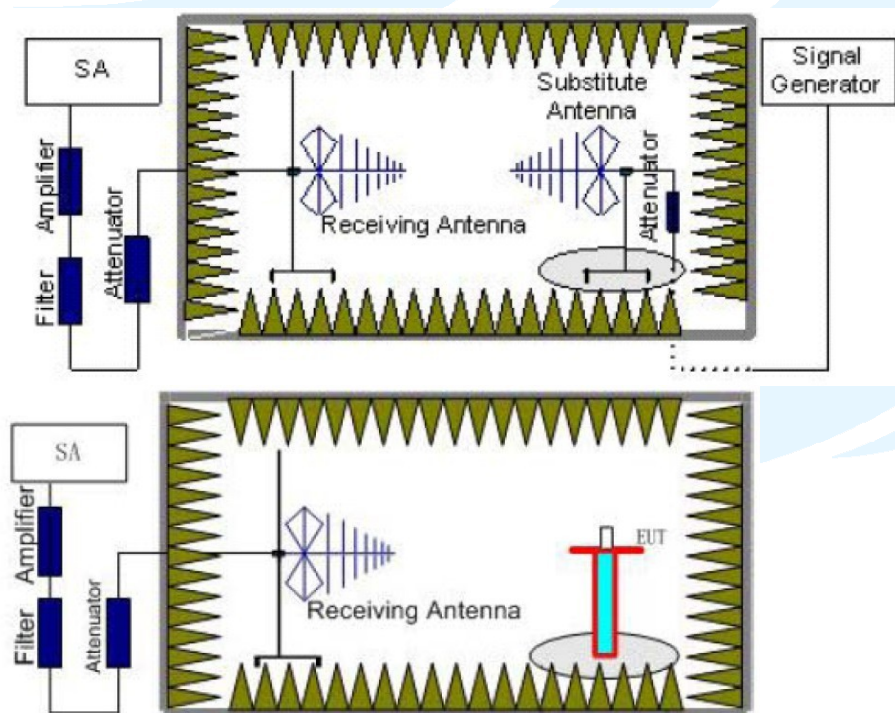 SA
Amplifier
Filter
Attenuator
Receiving Antenna
Substitute
Antenna
Attenuator
Signal
Generator
SA
Amplifier
Filter
Attenuator
Receiving Antenna
EUT